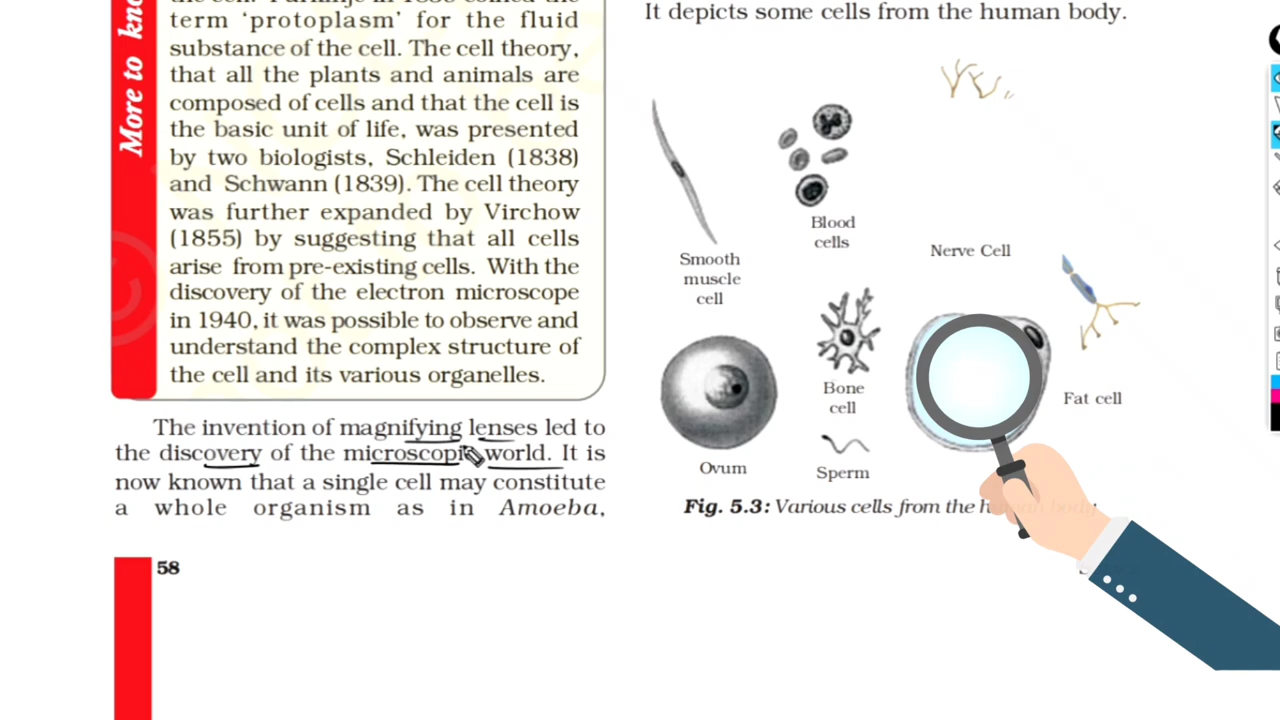 More to kno
term ‘protoplasm’ for the fluid
substance of the cell. The cell theory,
that all the plants and animals are
composed of cells and that the cell is
the basic unit of life, was presented
by two biologists, Schleiden (1838)
and Schwann (1839). The cell theory
was further expanded by Virchow
(1855) by suggesting that all cells
arise from pre-existing cells. With the
discovery of the electron microscope
in 1940, it was possible to observe and
understand the complex structure of
the cell and its various organelles.
The invention of magnifying lenses led to
the discovery of the microscopic world. It is
now known that a single cell may constitute
a whole organism as in Amoeba,
58
It depicts some cells from the human body.
Blood
cells
Smooth
muscle
cell
Nerve Cell
Bone
cell
Fat cell
Ovum
Sperm
Fig. 5.3: Various cells from the human body